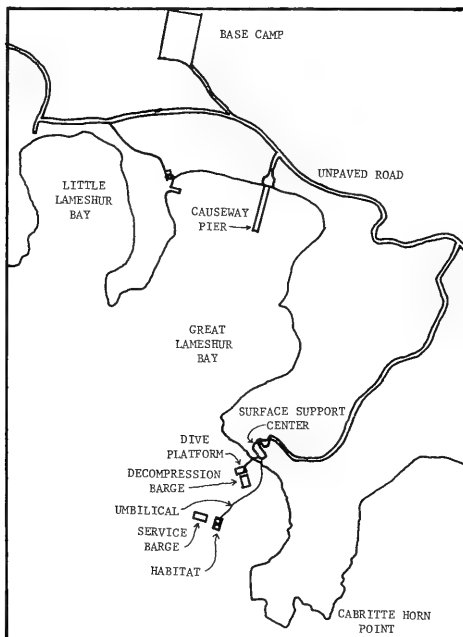 BASE CAMP
UNPAVED ROAD
LITTLE
LAMESHUR
BAY
CAUSEWAY
PIER
GREAT
LAMESHUR
BAY
SURFACE SUPPORT
CENTER
DIVE
PLATFORM
DECOMPRESSION
BARGE
UMBILICAL
SERVICE
BARGE
HABITAT
CABRITTE HORN
POINT